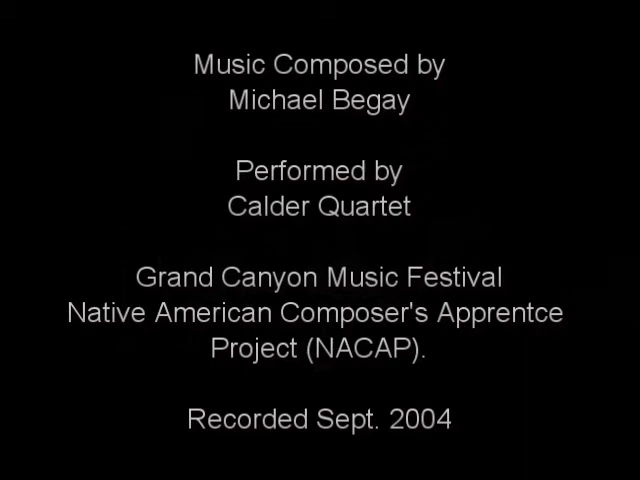 Music Composed by
Michael Begay
Performed by
Calder Quartet
Grand Canyon Music Festival
Native American Composer's Apprentce
Project (NACAP).
Recorded Sept. 2004